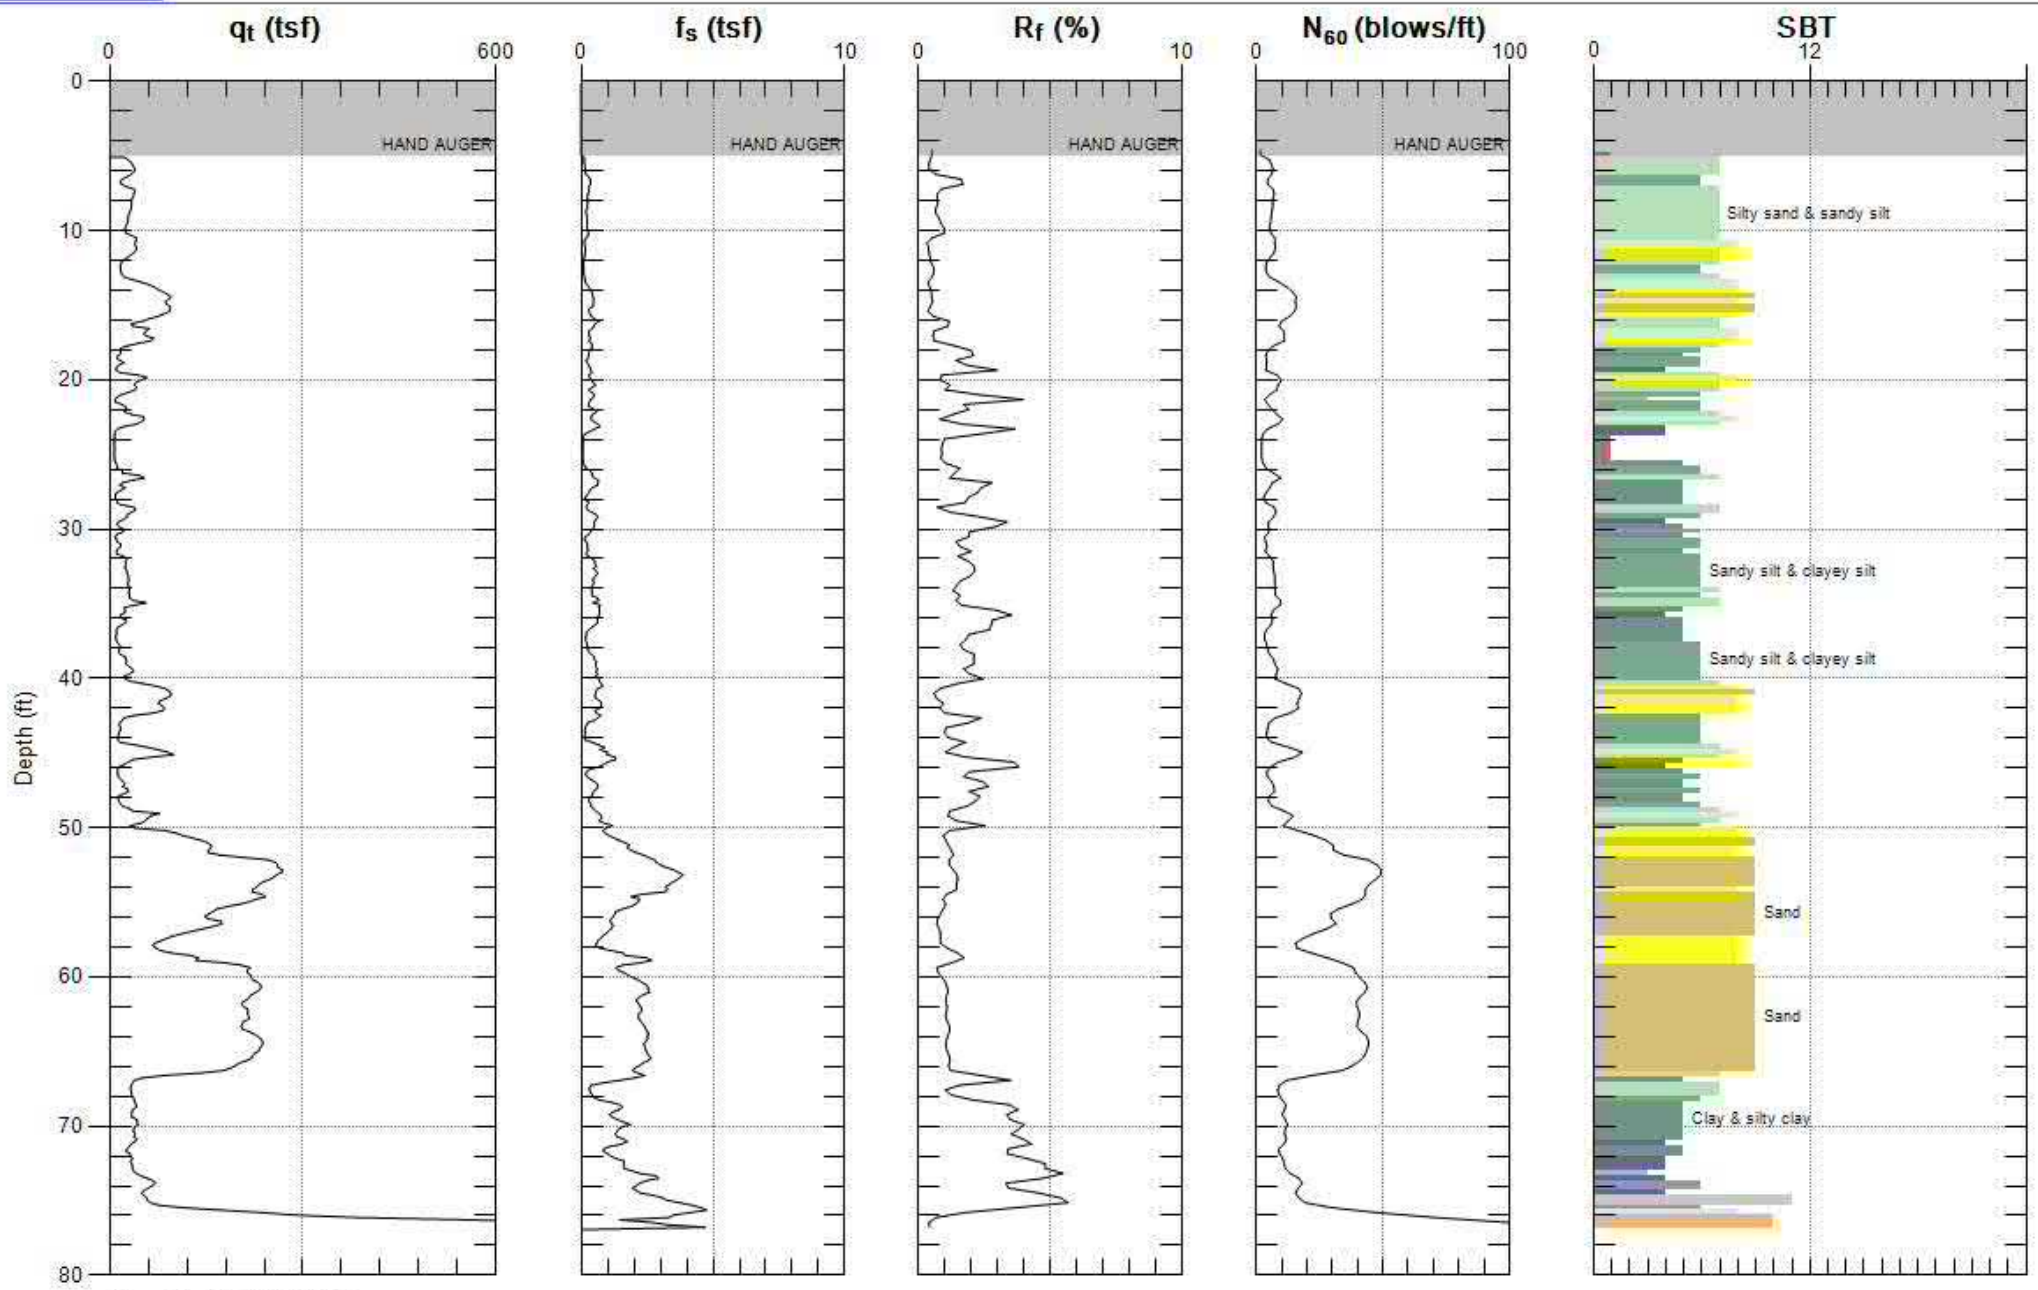 qt (tsf) fs (tsf) Rf (%) N60 (blows/ft) SBT
0 600 0 10 0 10 0 100 0 12
0
HAND AUGER HAND AUGER HAND AUGER HAND AUGER
Silty sand & sandy silt
10
20
30
Sandy silt & clayey silt
Sandy silt & clayey silt
40
Depth (ft)
50
Sand
60
Sand
Clay & silty clay
70
80